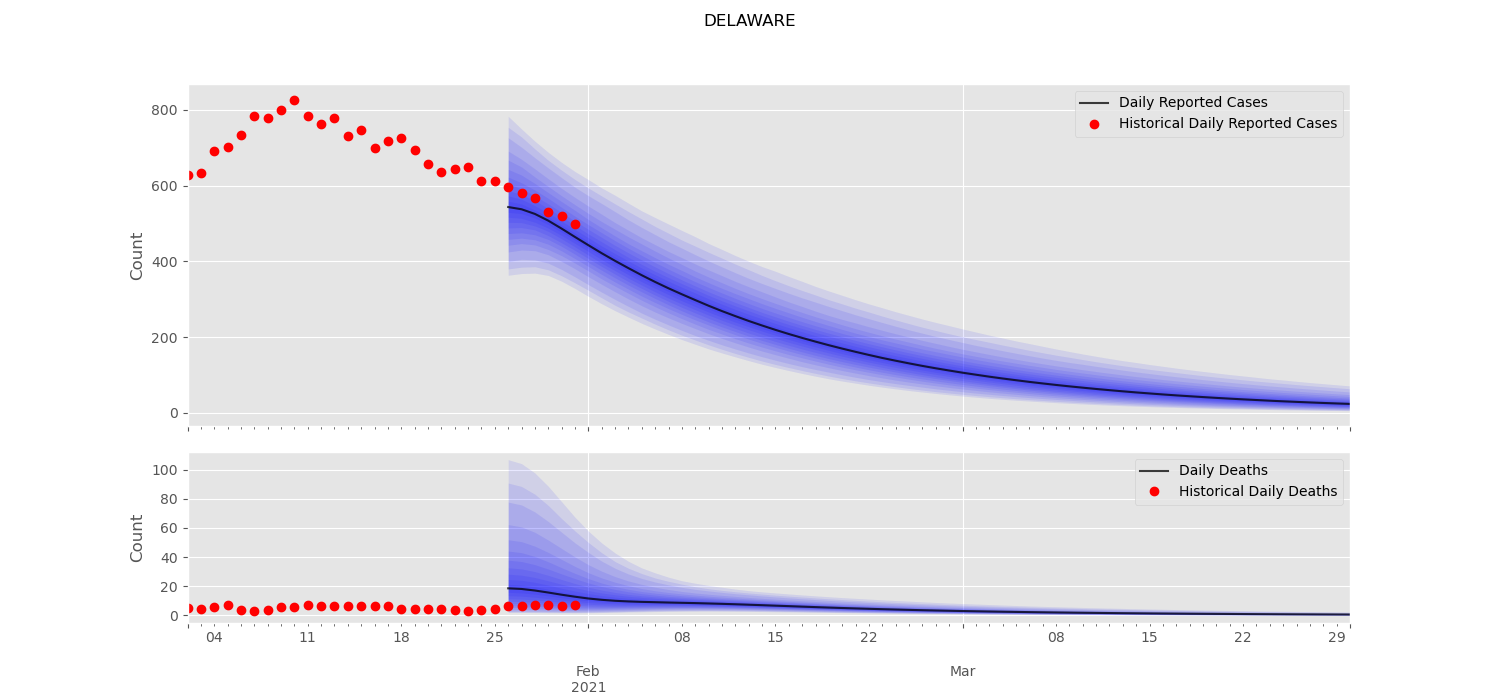 DELAWARE
Daily Reported Cases
Historical Daily Reported Cases
800
600
400
200
0
Count
Daily Deaths
Historical Daily Deaths
100
80
60
40
20
0
Count
04 11 18 25 08 15 22 08 15 22 29
Feb Mar
2021